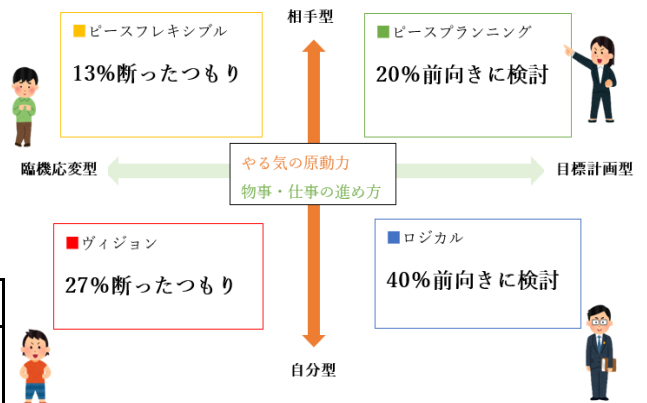 相手型
■ピースフレキシブル
13%断ったつもり
■ピースプランニング
20%前向きに検討
臨機応変型
やる気の原動力
物事・仕事の進め方
目標計画型
■ヴィジョン
27%断ったつもり
■ロジカル
40%前向きに検討
自分型